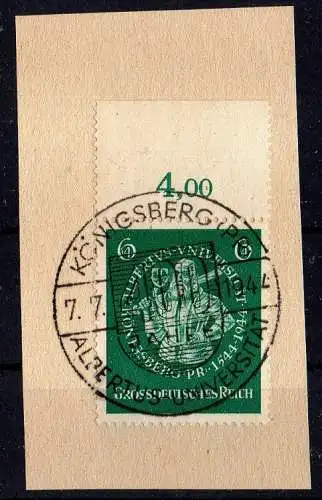 4,00
KÖNIGSBERG (PR)
6 6
ALBERTUS-UNIVERSITÄT
KÖNIGSBERG/PR·1544-1944
7. 7. 1944
ALBERTUS-UNIVERSITÄT
GROSSDEUTSCHES REICH